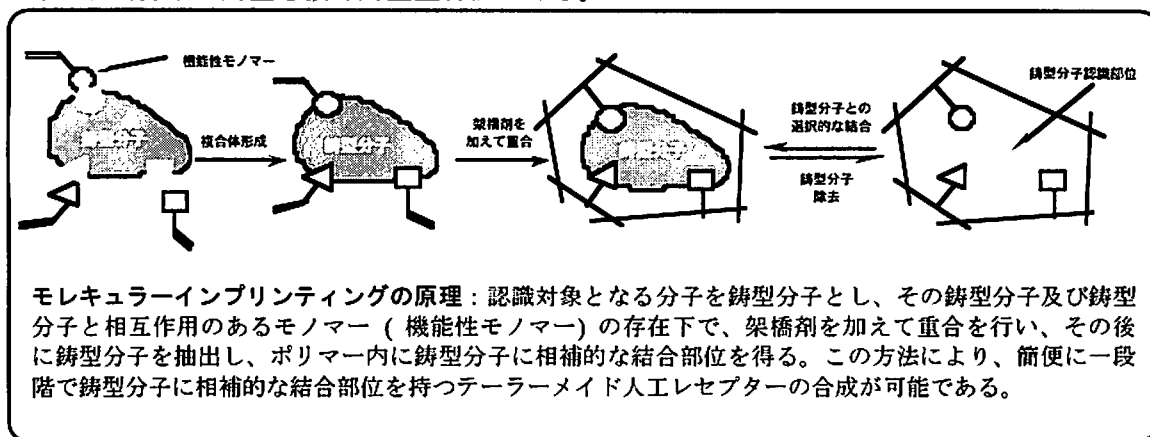 機能性モノマー
鋳型分子
複合体形成
鋳型分子
架橋剤を
加えて重合
鋳型分子
鋳型分子との
選択的な結合
鋳型分子
除去
鋳型分子認識部位
モレキュラーインプリンティングの原理：認識対象となる分子を鋳型分子とし、その鋳型分子及び鋳型
分子と相互作用のあるモノマー ( 機能性モノマー) の存在下で、架橋剤を加えて重合を行い、その後
に鋳型分子を抽出し、ポリマー内に鋳型分子に相補的な結合部位を得る。この方法により、簡便に一段
階で鋳型分子に相補的な結合部位を持つテーラーメイド人工レセプターの合成が可能である。